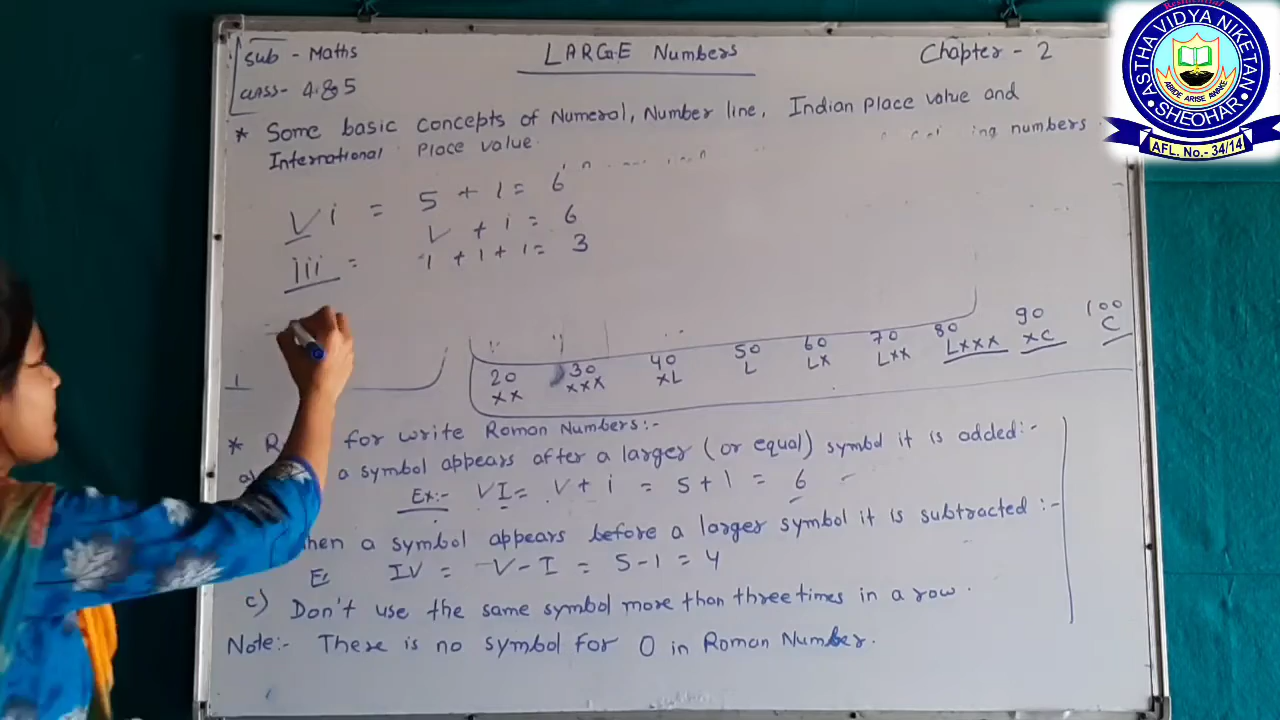 Sub - Maths
LARGE Numbers
Chapter - 2
CLASS- 4 & 5
* Some basic concepts of Numeral, Number line, Indian Place value and
International Place value.
numbers
Vi = 5 + 1 = 6
V + i = 6
iii = 1 + 1 + 1 = 3
20 30 40 50 60 70 80 90 100
XX XXX XL L LX LXX LXXX XC C
* for write Roman Numbers:-
a symbol appears after a larger (or equal) symbol it is added:-
Ex:- VI = V + i = 5 + 1 = 6
hen a symbol appears before a larger symbol it is subtracted:-
IV = V - I = 5-1 = 4
c) Don't use the same symbol more than three times in a row.
Note:- There is no symbol for 0 in Roman Number.
Residential
ASTHA VIDYA NIKETAN
ABIDE ARISE AWAKE
SHEOHAR
AFL. No.- 34/14